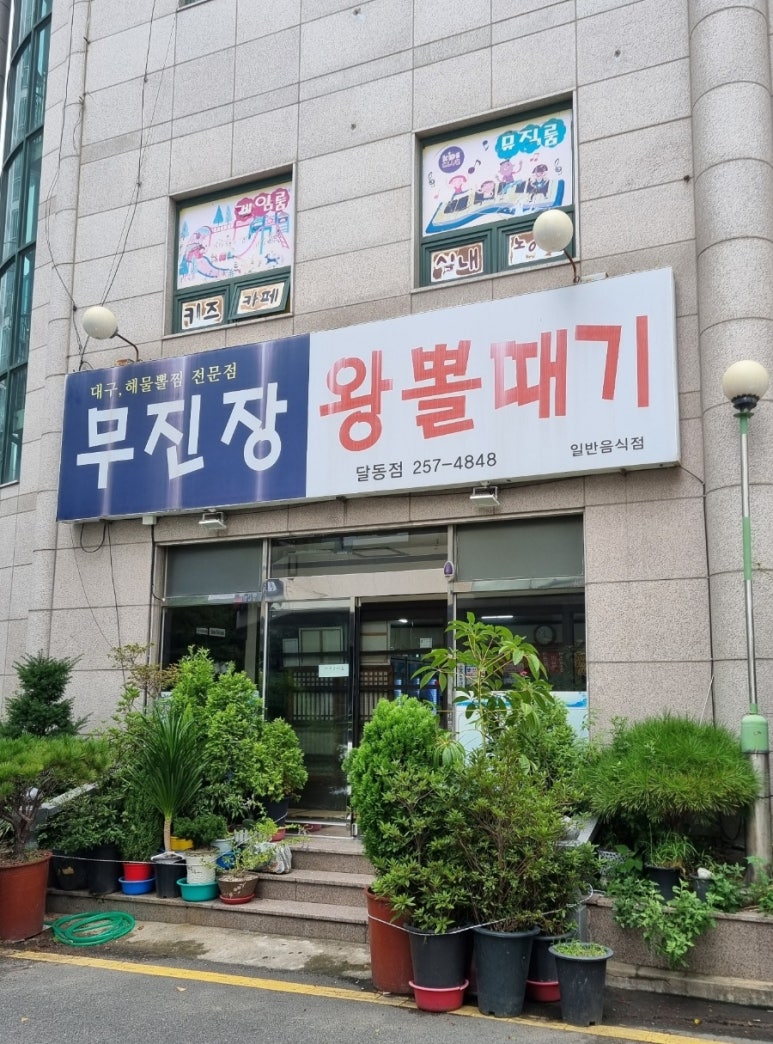 뮤직룸
게임룸
실내
키즈 카페
대구, 해물뽈찜 전문점
무진장
왕뽈때기
달동점 257-4848
일반음식점